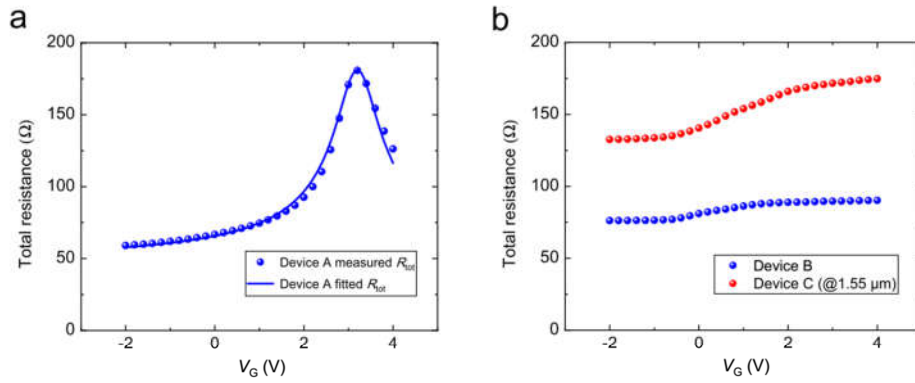 a
200
150
100
50
0
Total resistance (Ω)
-2 0 2 4
V_G (V)
Device A measured R_tot
Device A fitted R_tot
b
200
150
100
50
0
Total resistance (Ω)
-2 0 2 4
V_G (V)
Device B
Device C (@1.55 μm)